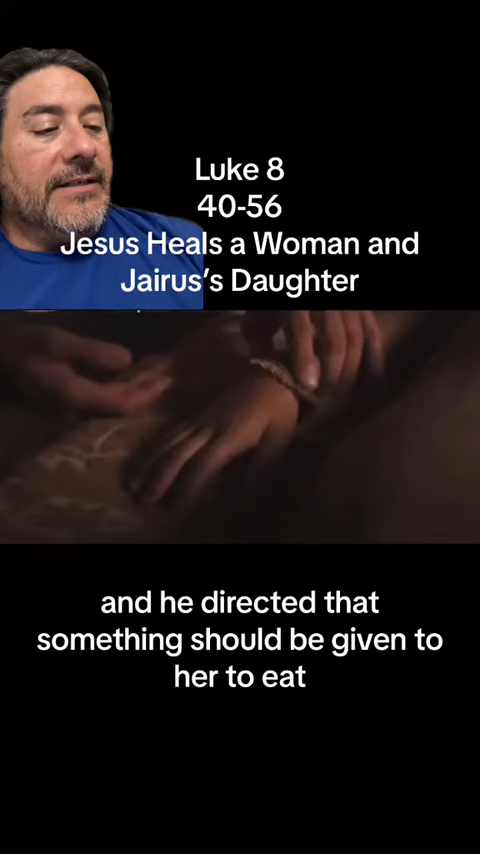 Luke 8
40-56
Jesus Heals a Woman and
Jairus’s Daughter
and he directed that
something should be given to
her to eat